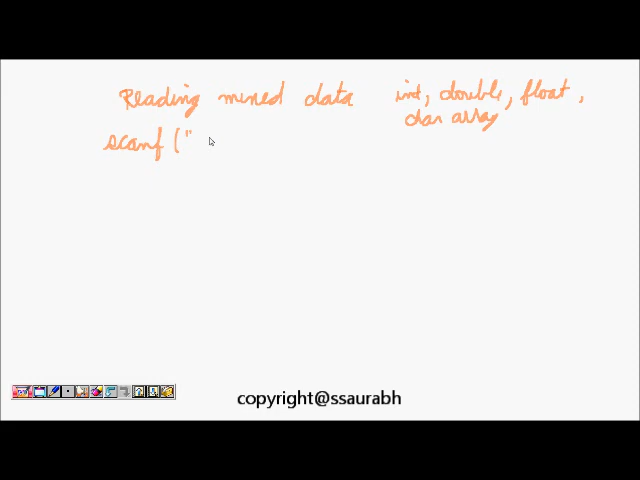 Reading mixed data int, double, float,
char array
scanf ("
copyright@ssaurabh